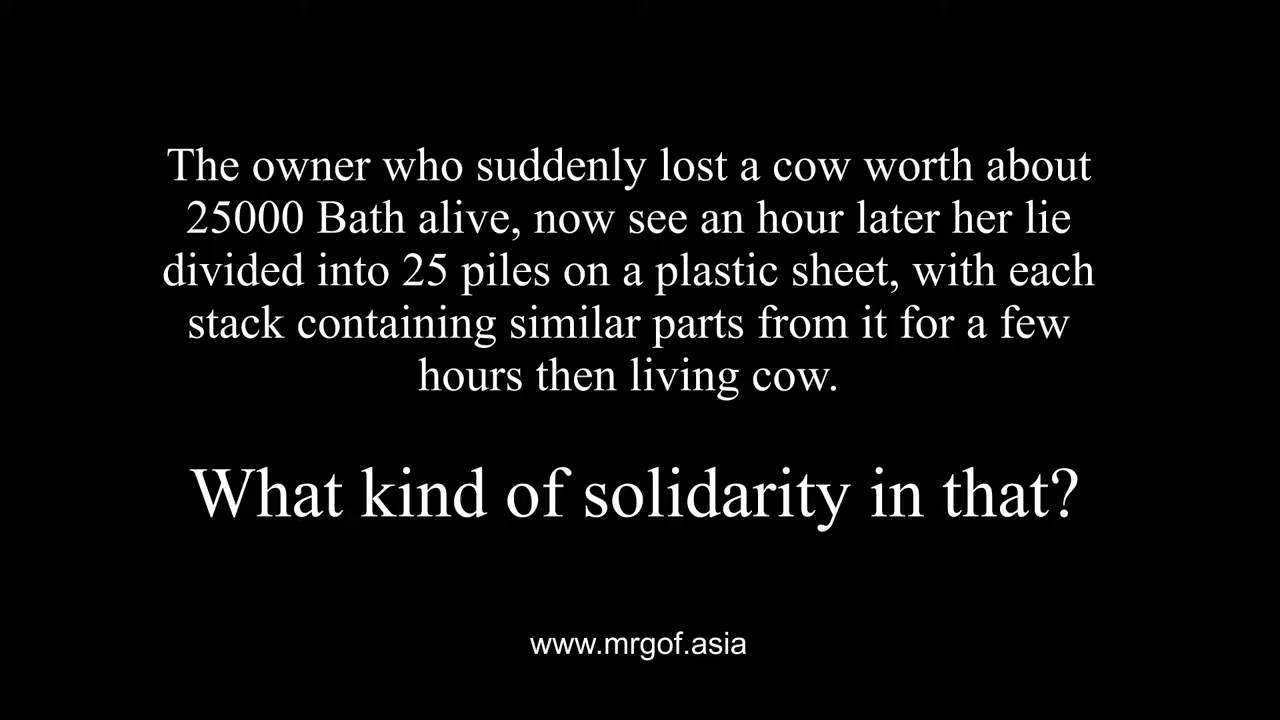 The owner who suddenly lost a cow worth about
25000 Bath alive, now see an hour later her lie
divided into 25 piles on a plastic sheet, with each
stack containing similar parts from it for a few
hours then living cow.
What kind of solidarity in that?
www.mrgof.asia